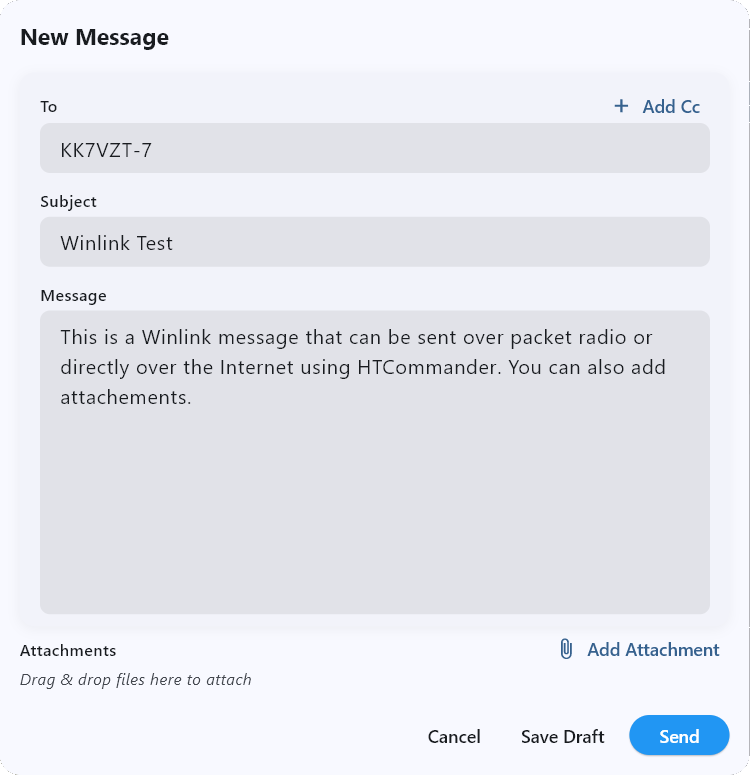 New Message
To
+ Add Cc
KK7VZT-7
Subject
Winlink Test
Message
This is a Winlink message that can be sent over packet radio or
directly over the Internet using HTCommander. You can also add
attachements.
Attachments
Add Attachment
Drag & drop files here to attach
Cancel
Save Draft
Send